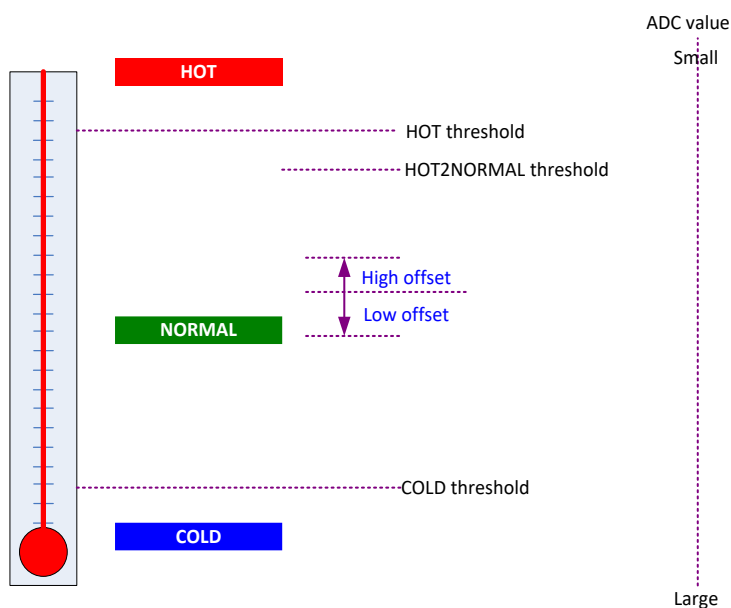 ADC value
Small
HOT
HOT threshold
HOT2NORMAL threshold
High offset
Low offset
NORMAL
COLD threshold
COLD
Large